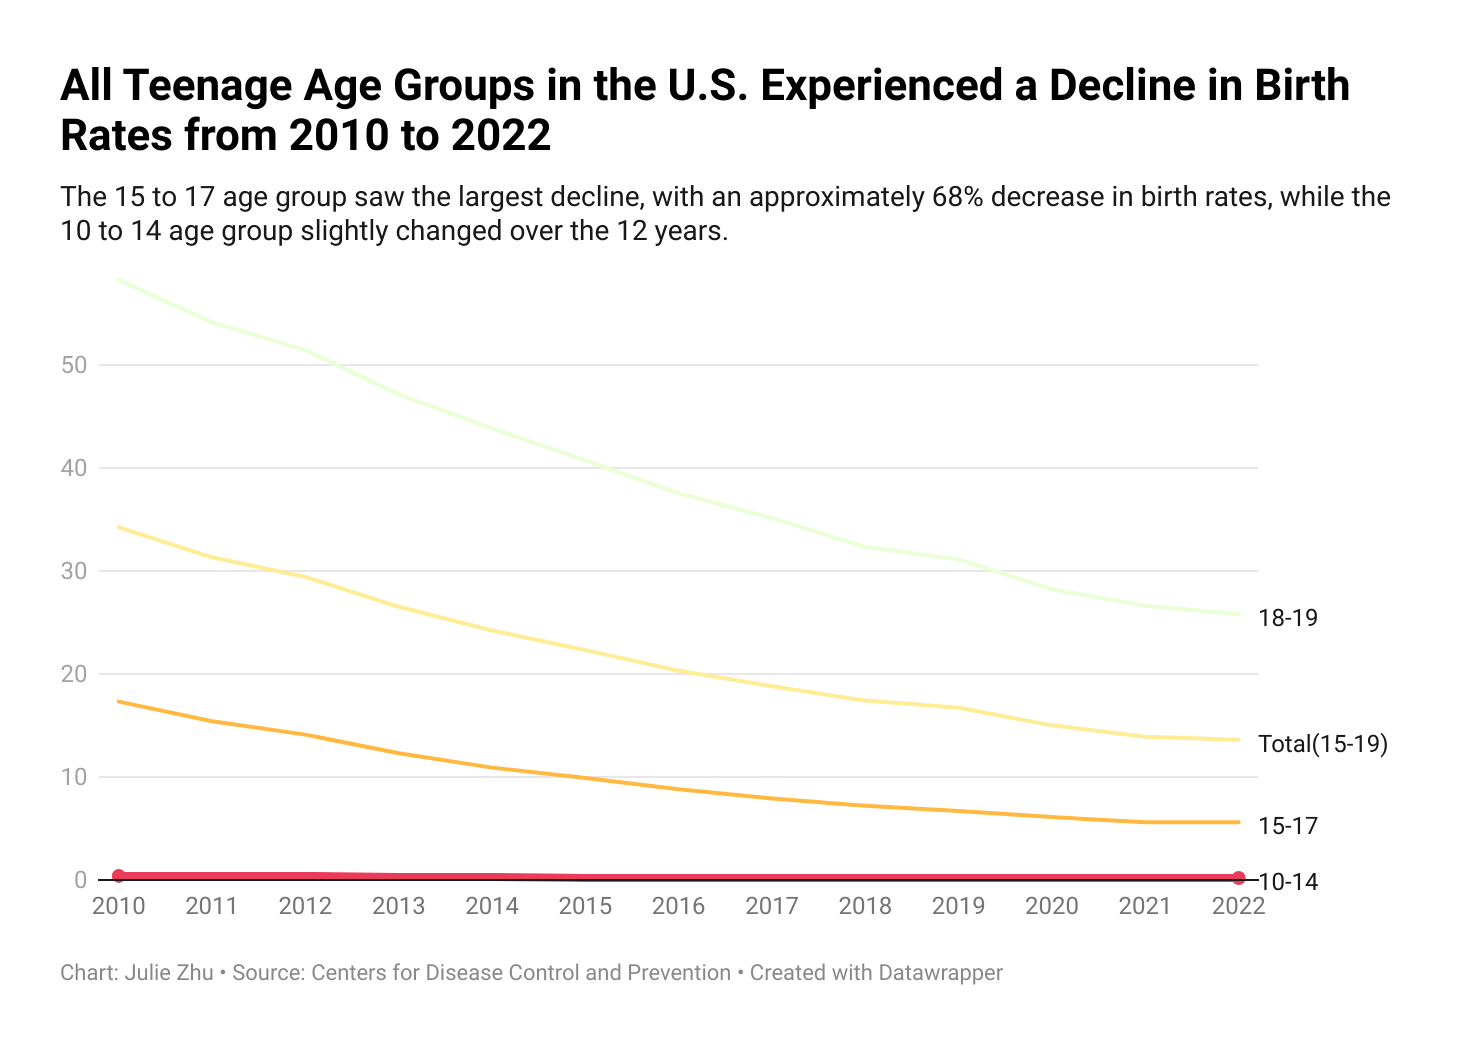 All Teenage Age Groups in the U.S. Experienced a Decline in Birth
Rates from 2010 to 2022
The 15 to 17 age group saw the largest decline, with an approximately 68% decrease in birth rates, while the
10 to 14 age group slightly changed over the 12 years.
50
40
30
20
10
0
18-19
Total(15-19)
15-17
10-14
2010 2011 2012 2013 2014 2015 2016 2017 2018 2019 2020 2021 2022
Chart: Julie Zhu • Source: Centers for Disease Control and Prevention • Created with Datawrapper